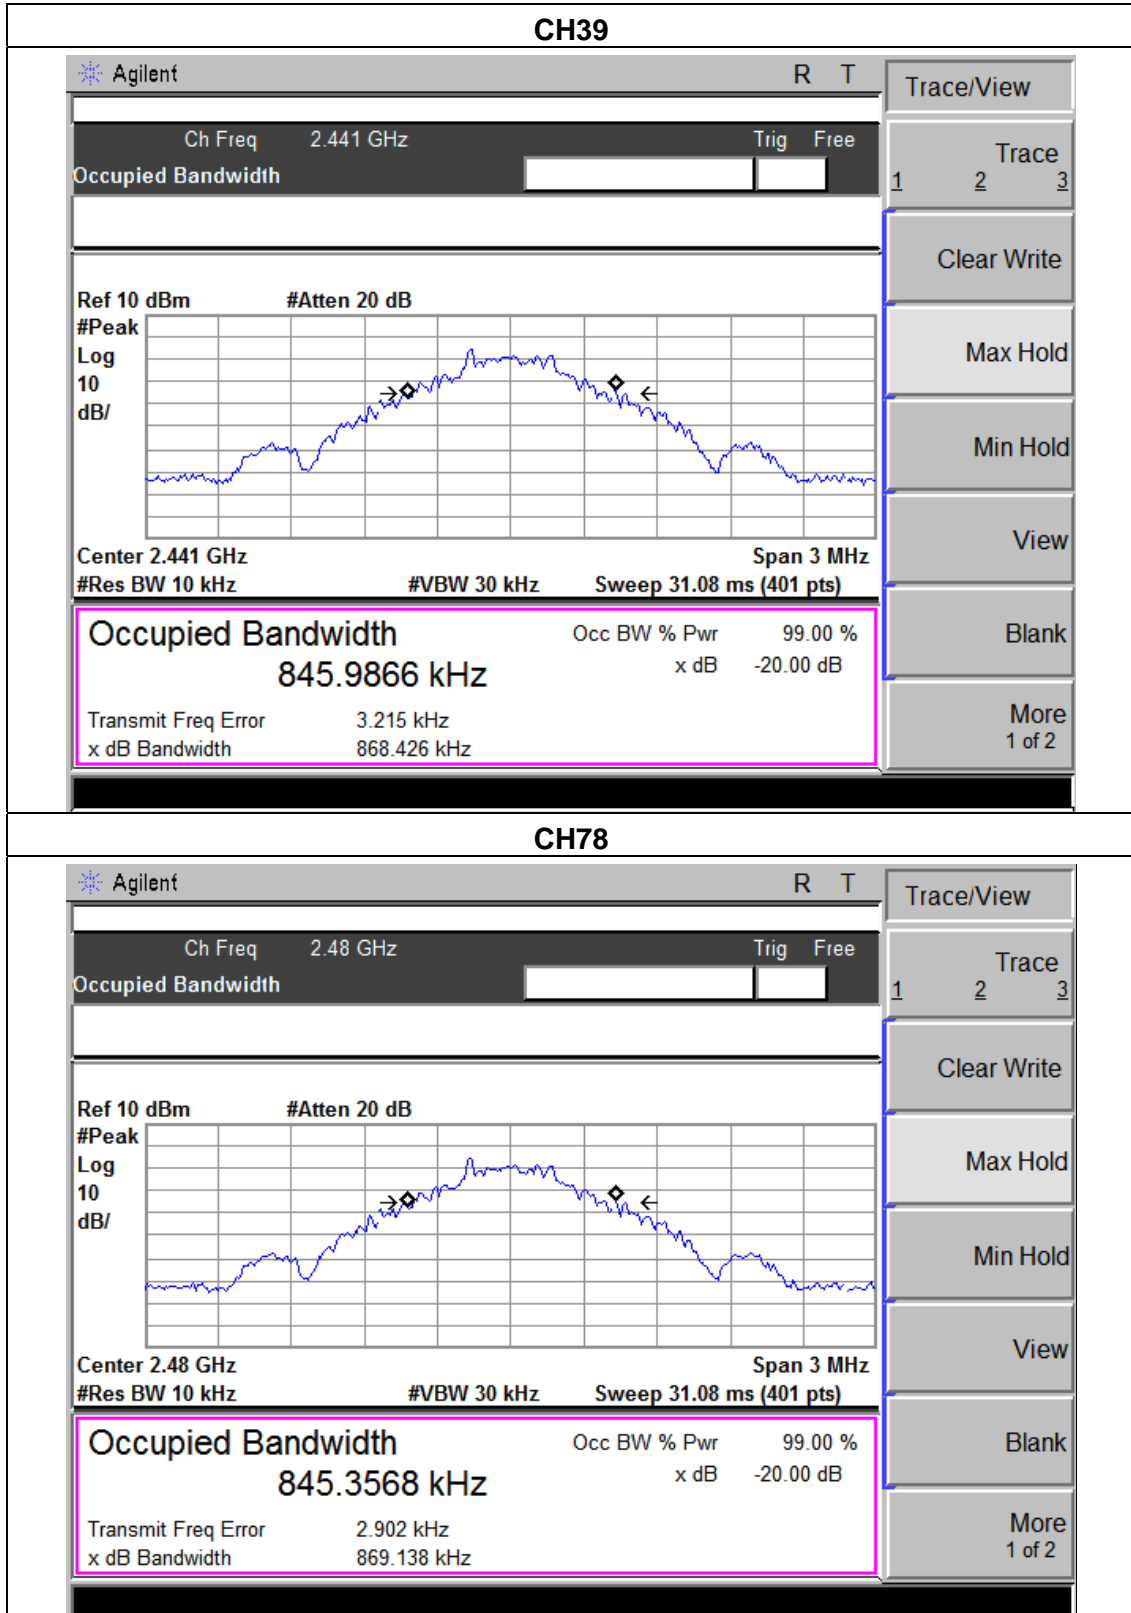 CH39
Agilent R T
Trace/View
Ch Freq 2.441 GHz Trig Free
Occupied Bandwidth
Trace
1 2 3
Clear Write
Ref 10 dBm #Atten 20 dB
#Peak
Log
10
dB/
Max Hold
Min Hold
View
Center 2.441 GHz Span 3 MHz
#Res BW 10 kHz #VBW 30 kHz Sweep 31.08 ms (401 pts)
Occupied Bandwidth Occ BW % Pwr 99.00 %
845.9866 kHz x dB -20.00 dB
Blank
Transmit Freq Error 3.215 kHz
x dB Bandwidth 868.426 kHz
More
1 of 2
CH78
Agilent R T
Trace/View
Ch Freq 2.48 GHz Trig Free
Occupied Bandwidth
Trace
1 2 3
Clear Write
Ref 10 dBm #Atten 20 dB
#Peak
Log
10
dB/
Max Hold
Min Hold
View
Center 2.48 GHz Span 3 MHz
#Res BW 10 kHz #VBW 30 kHz Sweep 31.08 ms (401 pts)
Occupied Bandwidth Occ BW % Pwr 99.00 %
845.3568 kHz x dB -20.00 dB
Blank
Transmit Freq Error 2.902 kHz
x dB Bandwidth 869.138 kHz
More
1 of 2